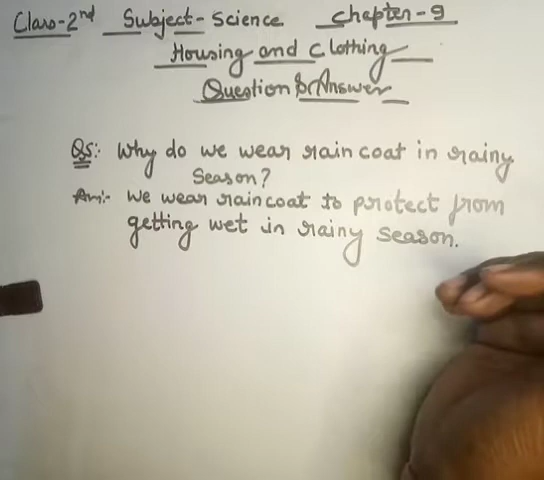 Class-2nd Subject-Science Chapter-9
Housing and Clothing
Question & Answer
Q5:- Why do we wear rain coat in rainy
Season?
Ans:- We wear rain coat to protect from
getting wet in rainy season.